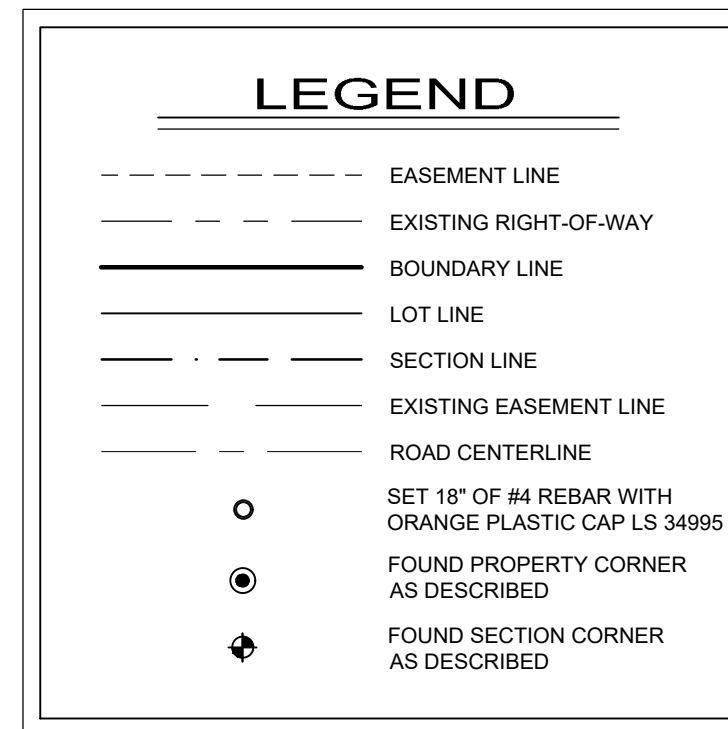 LEGEND
EASEMENT LINE
EXISTING RIGHT-OF-WAY
BOUNDARY LINE
LOT LINE
SECTION LINE
EXISTING EASEMENT LINE
ROAD CENTERLINE
SET 18" OF #4 REBAR WITH
ORANGE PLASTIC CAP LS 34995
FOUND PROPERTY CORNER
AS DESCRIBED
FOUND SECTION CORNER
AS DESCRIBED